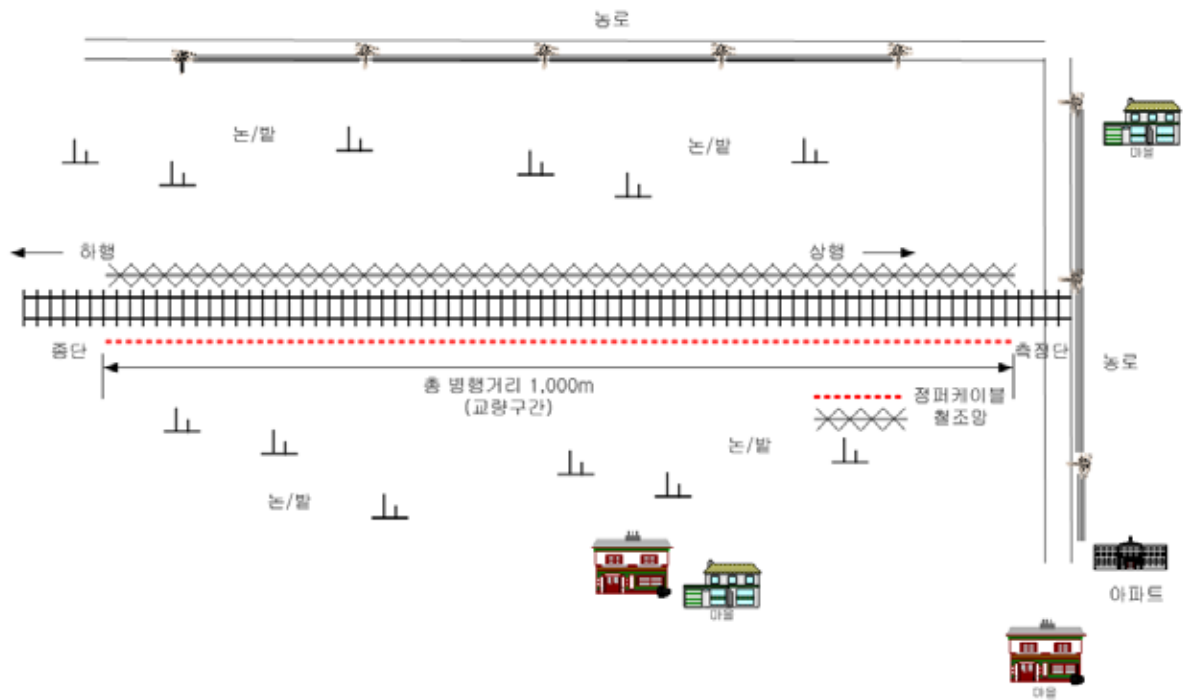 농로
논/밭
논/밭
마을
하행
상행
종단
측정단
농로
총 병행거리 1,000m
(교량구간)
점퍼케이블
철조망
논/밭
논/밭
마을
아파트
마을